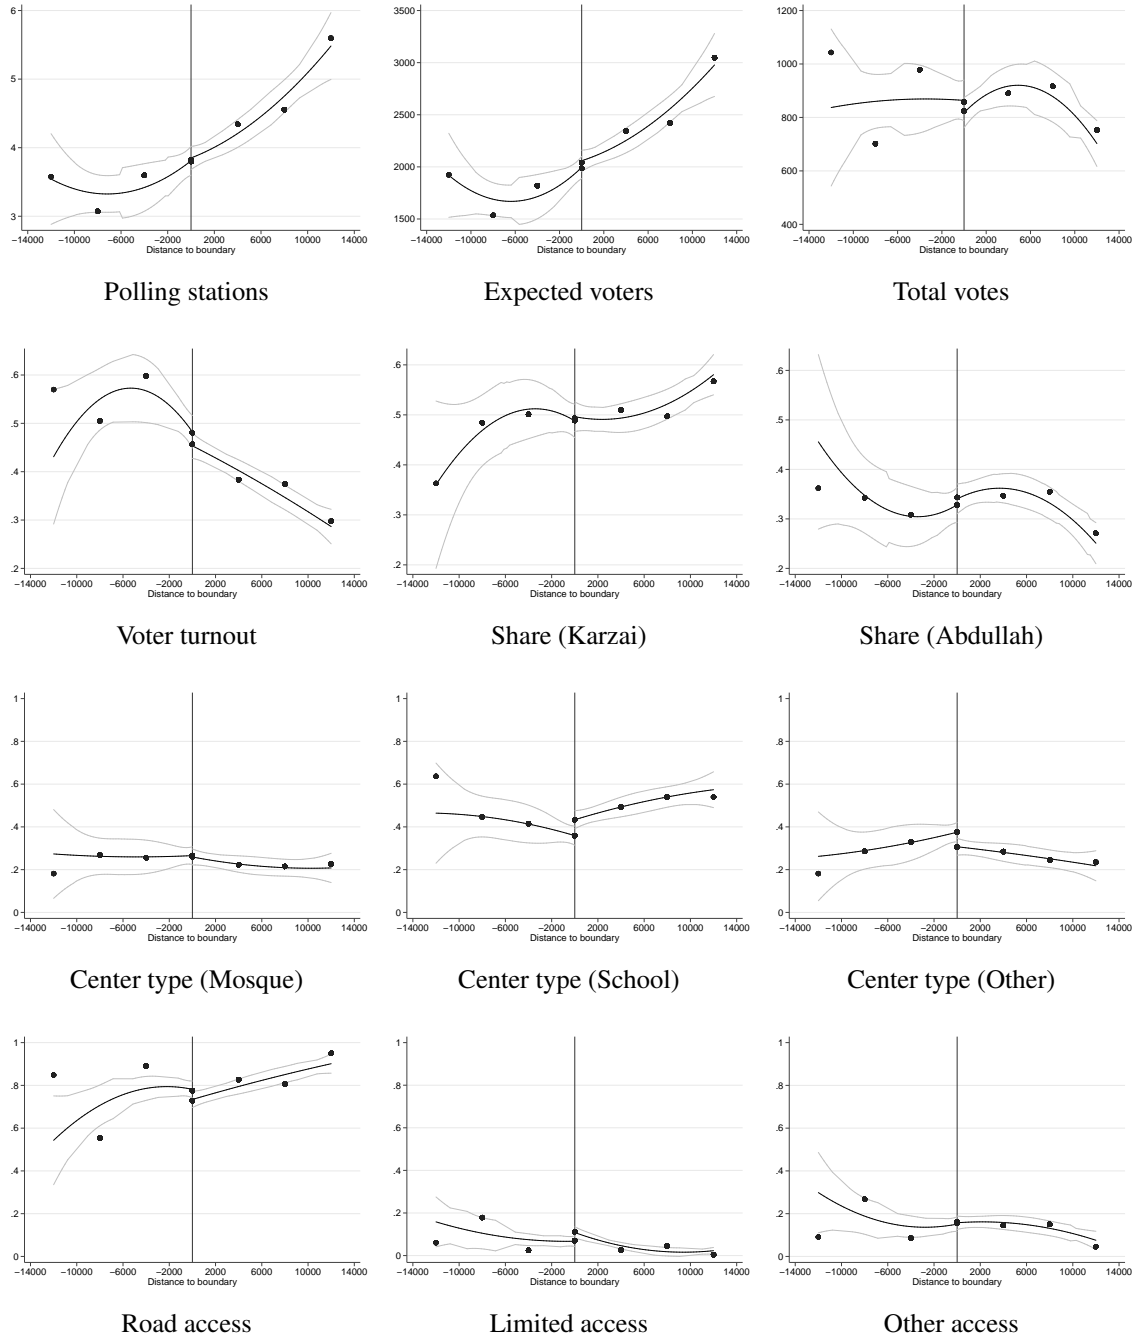 6
5
4
3
−14000 −10000 −6000 −2000 2000 6000 10000 14000
Distance to boundary
Polling stations
3500
3000
2500
2000
1500
−14000 −10000 −6000 −2000 2000 6000 10000 14000
Distance to boundary
Expected voters
1200
1000
800
600
400
−14000 −10000 −6000 −2000 2000 6000 10000 14000
Distance to boundary
Total votes
.6
.5
.4
.3
.2
−14000 −10000 −6000 −2000 2000 6000 10000 14000
Distance to boundary
Voter turnout
.6
.5
.4
.3
.2
−14000 −10000 −6000 −2000 2000 6000 10000 14000
Distance to boundary
Share (Karzai)
.6
.5
.4
.3
.2
−14000 −10000 −6000 −2000 2000 6000 10000 14000
Distance to boundary
Share (Abdullah)
1
.8
.6
.4
.2
0
−14000 −10000 −6000 −2000 2000 6000 10000 14000
Distance to boundary
Center type (Mosque)
1
.8
.6
.4
.2
0
−14000 −10000 −6000 −2000 2000 6000 10000 14000
Distance to boundary
Center type (School)
1
.8
.6
.4
.2
0
−14000 −10000 −6000 −2000 2000 6000 10000 14000
Distance to boundary
Center type (Other)
1
.8
.6
.4
.2
0
−14000 −10000 −6000 −2000 2000 6000 10000 14000
Distance to boundary
Road access
1
.8
.6
.4
.2
0
−14000 −10000 −6000 −2000 2000 6000 10000 14000
Distance to boundary
Limited access
1
.8
.6
.4
.2
0
−14000 −10000 −6000 −2000 2000 6000 10000 14000
Distance to boundary
Other access